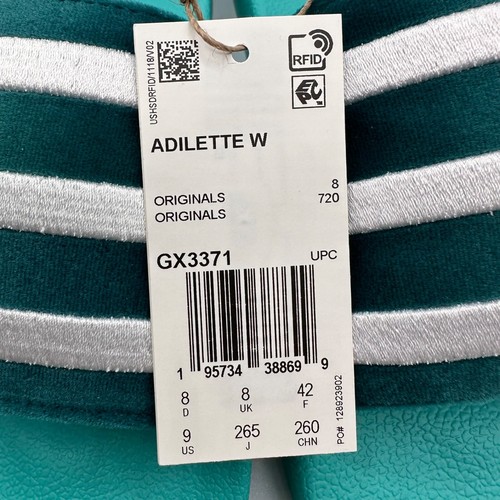 USHSDRFID/1118/V02
RFID
EPC
ADILETTE W
8
ORIGINALS 720
ORIGINALS
GX3371 UPC
1 95734 38869 9
8 8 42
D UK F
9 265 260
US J CHN
PO# 128923902